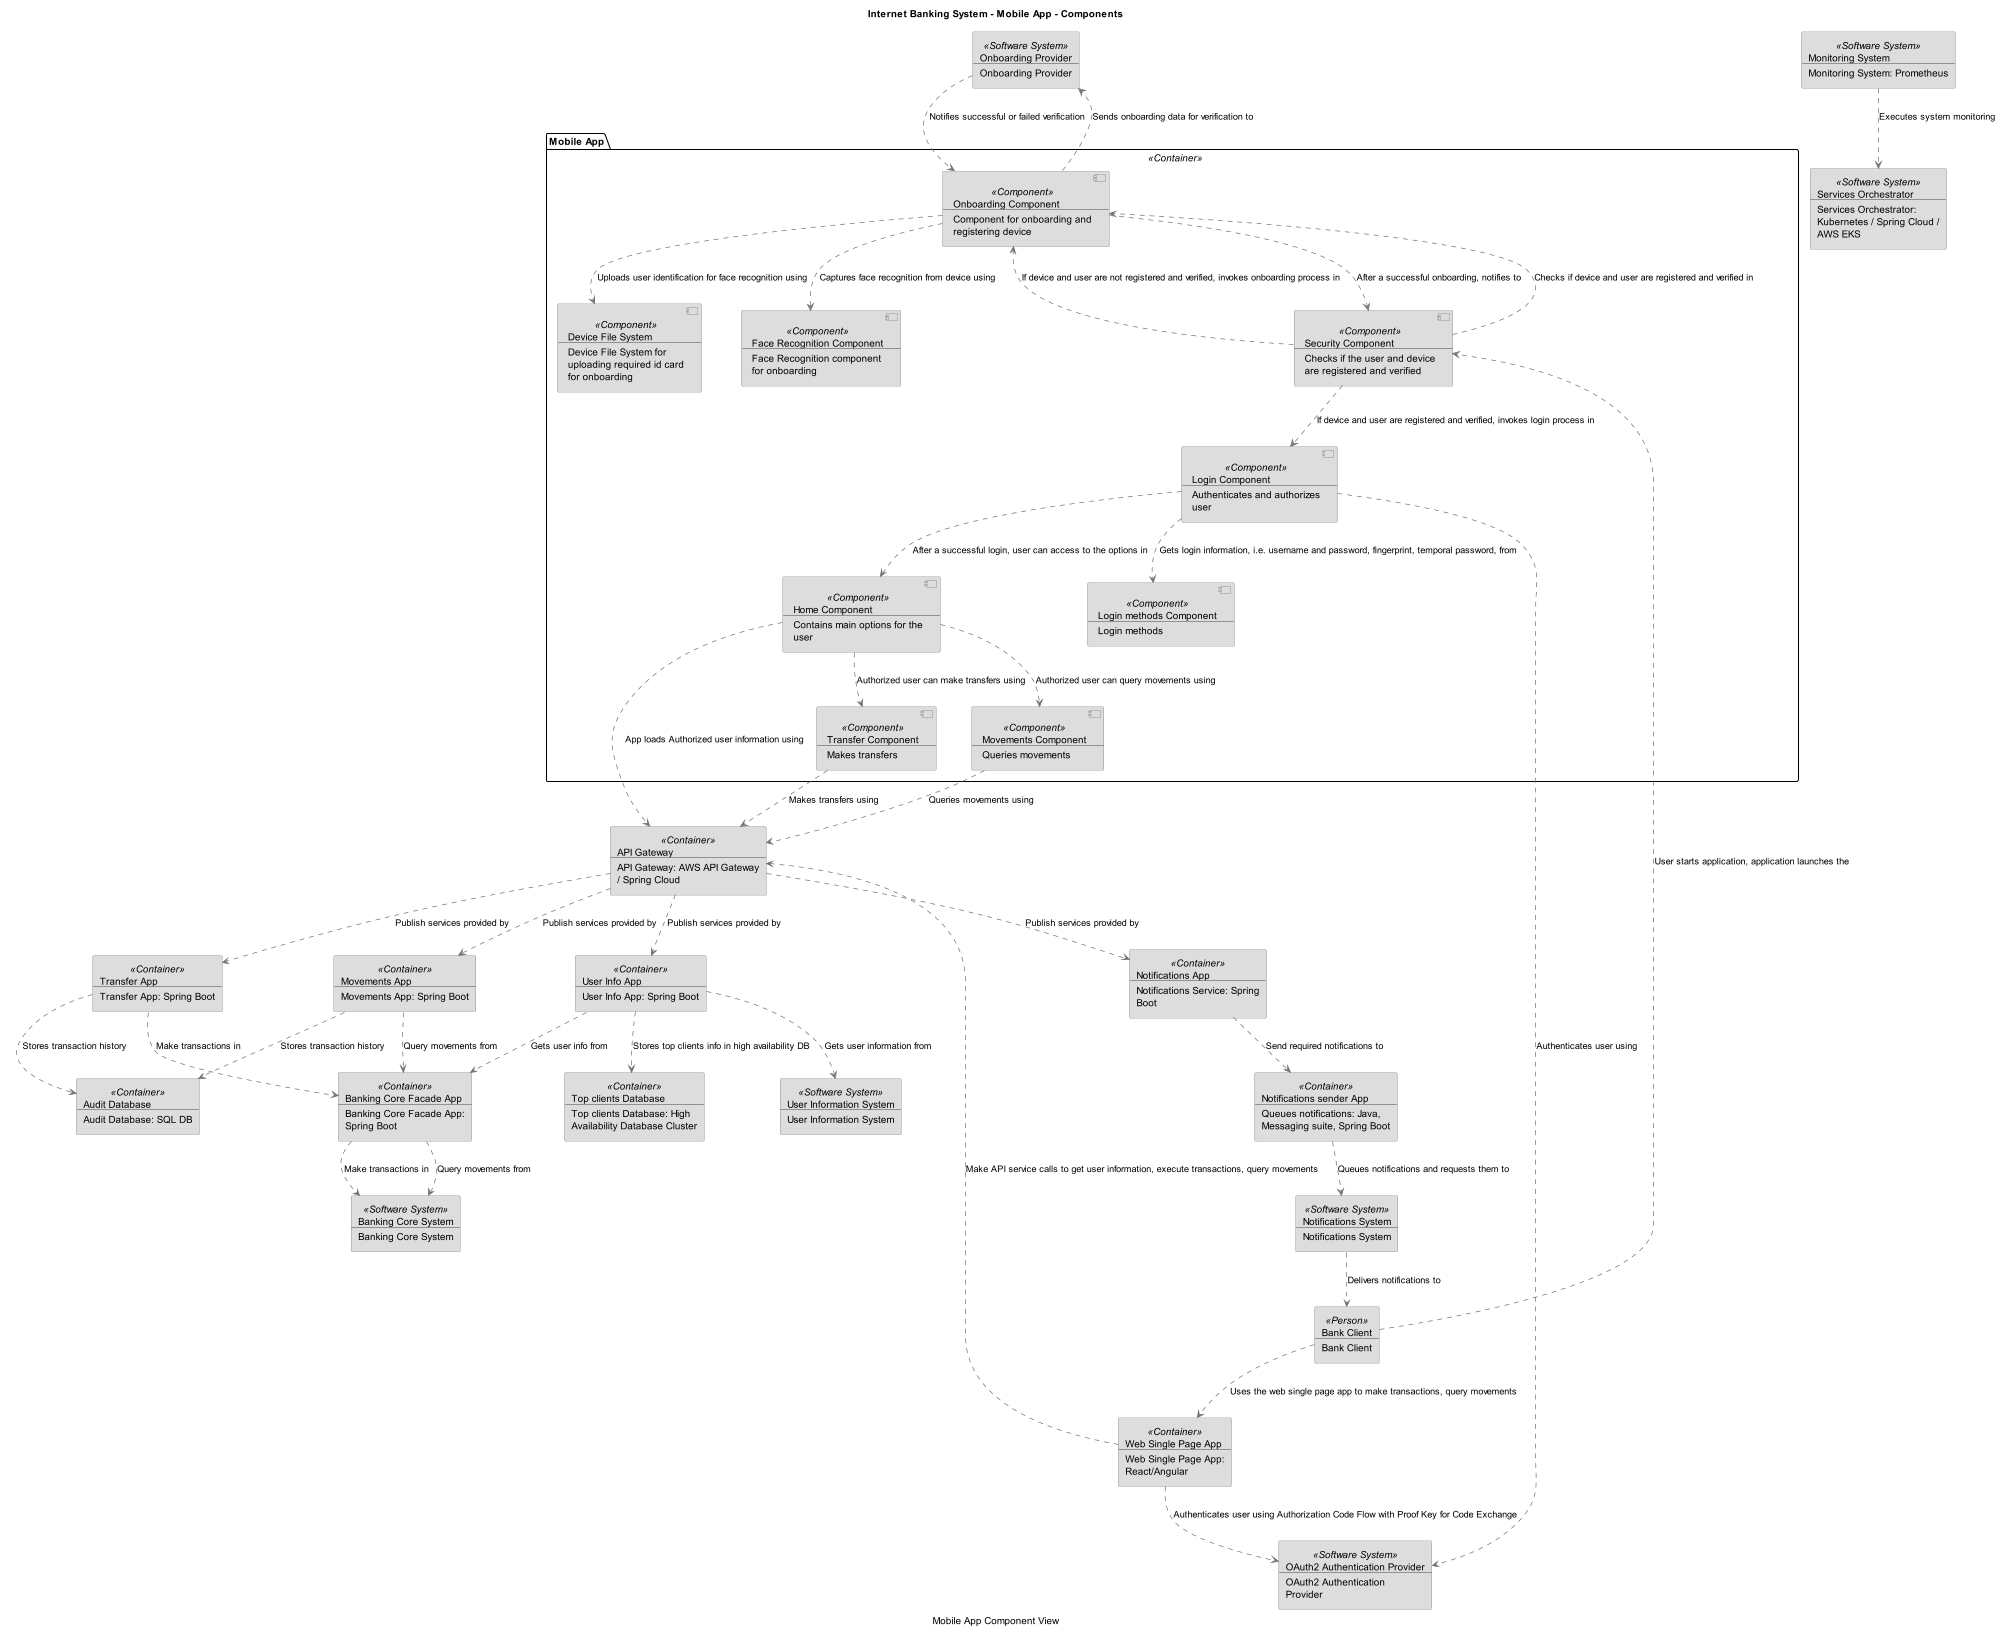 Internet Banking System - Mobile App - Components
«Software System»
Onboarding Provider
Onboarding Provider
«Software System»
Monitoring System
Monitoring System: Prometheus
Notifies successful or failed verification
Sends onboarding data for verification to
Executes system monitoring
Mobile App
«Container»
«Component»
Onboarding Component
Component for onboarding and
registering device
«Software System»
Services Orchestrator
Services Orchestrator:
Kubernetes / Spring Cloud /
AWS EKS
Uploads user identification for face recognition using
Captures face recognition from device using
If device and user are not registered and verified, invokes onboarding process in
After a successful onboarding, notifies to
Checks if device and user are registered and verified in
«Component»
Device File System
Device File System for
uploading required id card
for onboarding
«Component»
Face Recognition Component
Face Recognition component
for onboarding
«Component»
Security Component
Checks if the user and device
are registered and verified
If device and user are registered and verified, invokes login process in
«Component»
Login Component
Authenticates and authorizes
user
After a successful login, user can access to the options in
Gets login information, i.e. username and password, fingerprint, temporal password, from
«Component»
Home Component
Contains main options for the
user
«Component»
Login methods Component
Login methods
Authorized user can make transfers using
Authorized user can query movements using
App loads Authorized user information using
«Component»
Transfer Component
Makes transfers
«Component»
Movements Component
Queries movements
Makes transfers using
Queries movements using
«Container»
API Gateway
API Gateway: AWS API Gateway
/ Spring Cloud
User starts application, application launches the
Publish services provided by
Publish services provided by
Publish services provided by
Publish services provided by
«Container»
Transfer App
Transfer App: Spring Boot
«Container»
Movements App
Movements App: Spring Boot
«Container»
User Info App
User Info App: Spring Boot
«Container»
Notifications App
Notifications Service: Spring
Boot
Stores transaction history
Make transactions in
Stores transaction history
Query movements from
Gets user info from
Stores top clients info in high availability DB
Gets user information from
Send required notifications to
Authenticates user using
«Container»
Audit Database
Audit Database: SQL DB
«Container»
Banking Core Facade App
Banking Core Facade App:
Spring Boot
«Container»
Top clients Database
Top clients Database: High
Availability Database Cluster
«Software System»
User Information System
User Information System
«Container»
Notifications sender App
Queues notifications: Java,
Messaging suite, Spring Boot
Make transactions in
Query movements from
Make API service calls to get user information, execute transactions, query movements
Queues notifications and requests them to
«Software System»
Banking Core System
Banking Core System
«Software System»
Notifications System
Notifications System
Delivers notifications to
«Person»
Bank Client
Bank Client
Uses the web single page app to make transactions, query movements
«Container»
Web Single Page App
Web Single Page App:
React/Angular
Authenticates user using Authorization Code Flow with Proof Key for Code Exchange
«Software System»
OAuth2 Authentication Provider
OAuth2 Authentication
Provider
Mobile App Component View